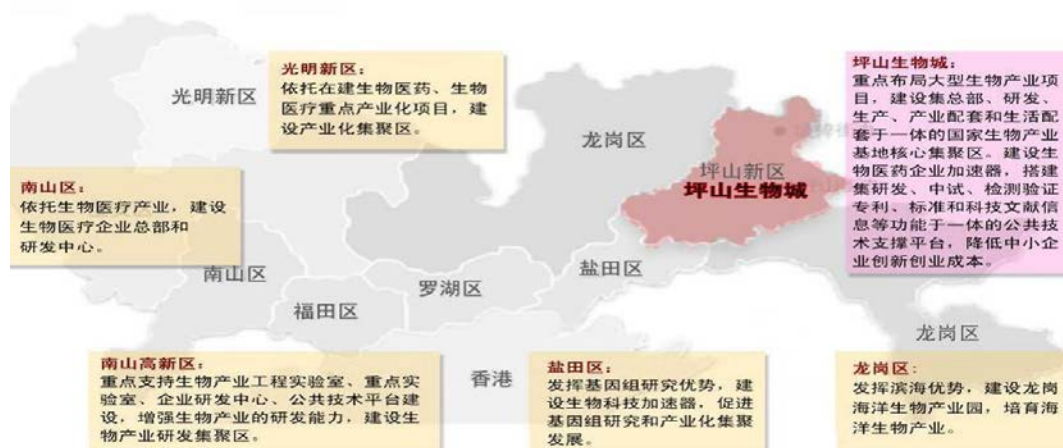 光明新区：
依托在建生物医药、生物
医疗重点产业化项目，建
设产业化集聚区。
坪山生物城：
重点布局大型生物产业项
目，建设集总部、研发、
生产、产业配套和生活配
套于一体的国家生物产业
基地核心集聚区。建设生
物医药企业加速器，搭建
集研发、中试、检测验证
专利、标准和科技文献信
息等功能于一体的公共技
术支撑平台，降低中小企
业创新创业成本。
光明新区
龙岗区
坪山新区
坪山生物城
南山区：
依托生物医疗产业，建设
生物医疗企业总部和
研发中心。
南山区
福田区
罗湖区
盐田区
龙岗区
香港
南山高新区：
重点支持生物产业工程实验室、重点实
验室、企业研发中心、公共技术平台建
设，增强生物产业的研发能力，建设生
物产业研发集聚区。
盐田区：
发挥基因组研究优势，建
设生物科技加速器，促进
基因组研究和产业化集聚
发展。
龙岗区：
发挥滨海优势，建设龙岗
海洋生物产业园，培育海
洋生物产业。